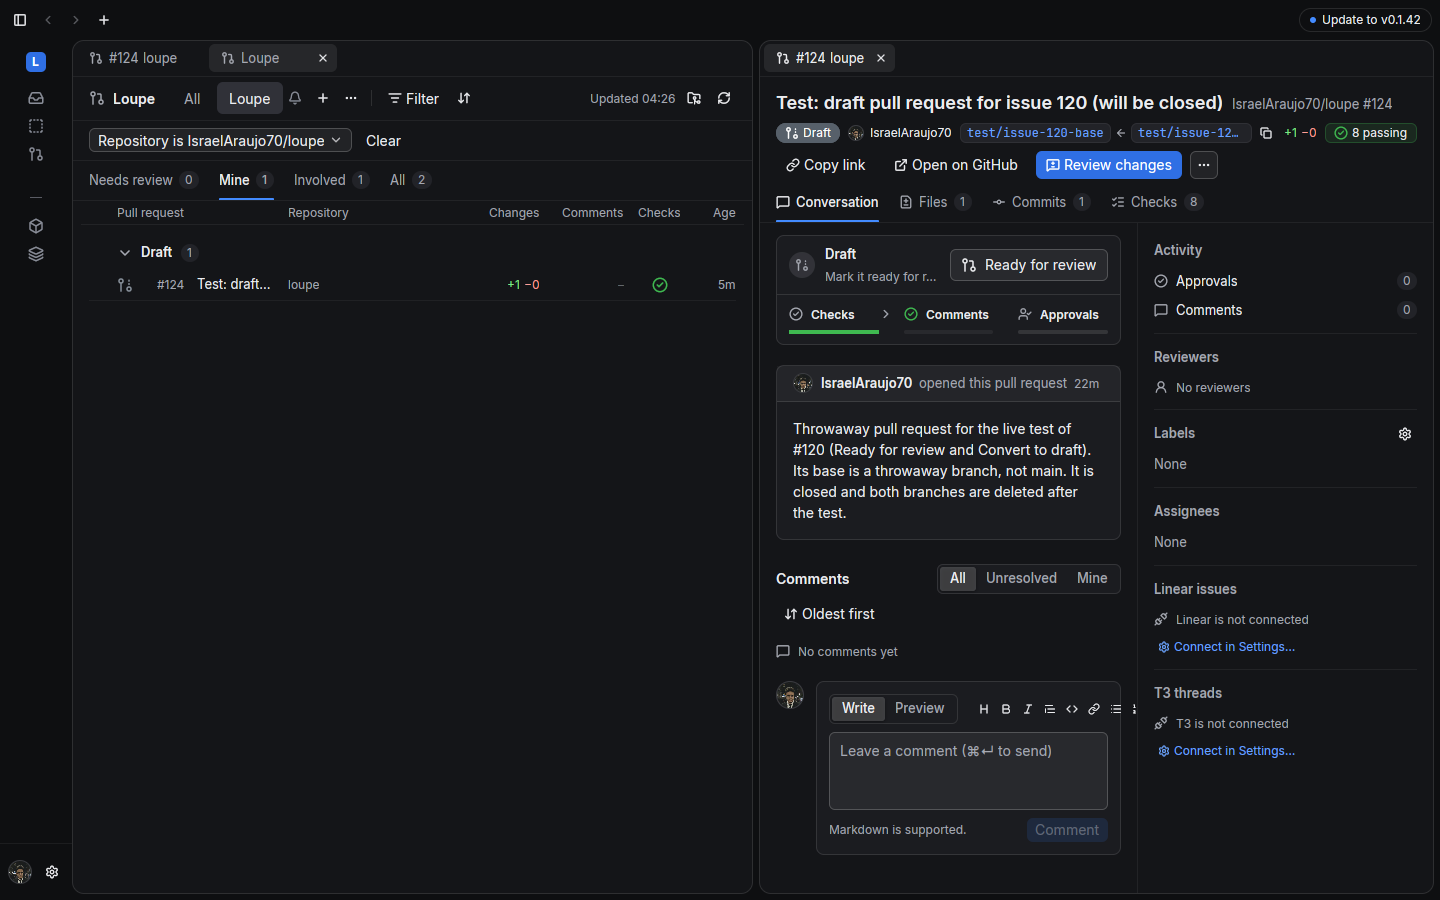 Update to v0.1.42
L
#124 loupe
Loupe
Loupe
All
Loupe
Filter
Updated 04:26
Repository is IsraelAraujo70/loupe
Clear
Needs review 0
Mine 1
Involved 1
All 2
Pull request
Repository
Changes
Comments
Checks
Age
Draft 1
#124 Test: draft... loupe +1 −0 – 5m
#124 loupe
Test: draft pull request for issue 120 (will be closed) IsraelAraujo70/loupe #124
Draft
IsraelAraujo70
test/issue-120-base
test/issue-12…
+1 −0
8 passing
Copy link
Open on GitHub
Review changes
Conversation
Files 1
Commits 1
Checks 8
Draft
Mark it ready for r...
Ready for review
Checks
Comments
Approvals
IsraelAraujo70 opened this pull request 22m
Throwaway pull request for the live test of
#120 (Ready for review and Convert to draft).
Its base is a throwaway branch, not main. It is
closed and both branches are deleted after
the test.
Comments
All
Unresolved
Mine
Oldest first
No comments yet
Write
Preview
H B I
Leave a comment (⌘↵ to send)
Markdown is supported.
Comment
Activity
Approvals 0
Comments 0
Reviewers
No reviewers
Labels
None
Assignees
None
Linear issues
Linear is not connected
Connect in Settings...
T3 threads
T3 is not connected
Connect in Settings...